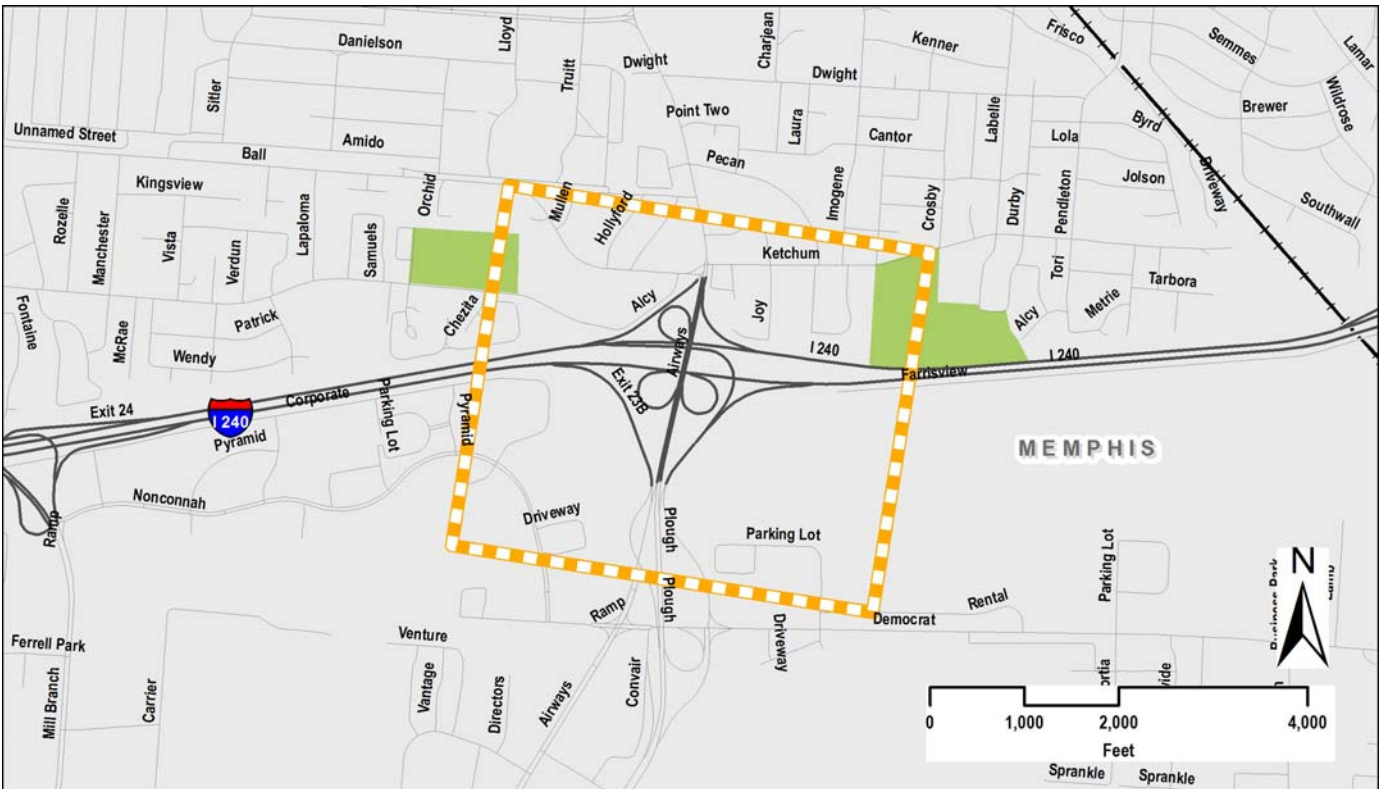 Lloyd
Charjean
Kenner
Frisco
Semmes
Lamar
Danielson
Dwight
Truitt
Dwight
Sitler
Wildrose
Brewer
Point Two
Laura
Labelle
Byrd
Unnamed Street
Amido
Cantor
Lola
Ball
Pecan
Driveway
Kingsview
Jolson
Orchid
Mullen
Hollyford
Imogene
Crosby
Durby
Pendleton
Southwall
Rozelle
Manchester
Vista
Verdun
Lapaloma
Samuels
Ketchum
Tori
Tarbora
Fontaine
McRae
Patrick
Chezita
Alcy
Joy
Alcy
Metrie
Wendy
Airways
I 240
I 240
Farrisview
Exit 23B
Exit 24
I 240
Corporate
Parking Lot
Pyramid
Pyramid
MEMPHIS
Nonconnah
Driveway
Plough
Parking Lot
Parking Lot
Ramp
N
Business Park
Plough
Ramp
Rental
Democrat
Driveway
Venture
Ferrell Park
Vantage
Directors
Airways
Convair
Mill Branch
Carrier
ortia
vide
0 1,000 2,000 4,000
Feet
Sprankle
Sprankle